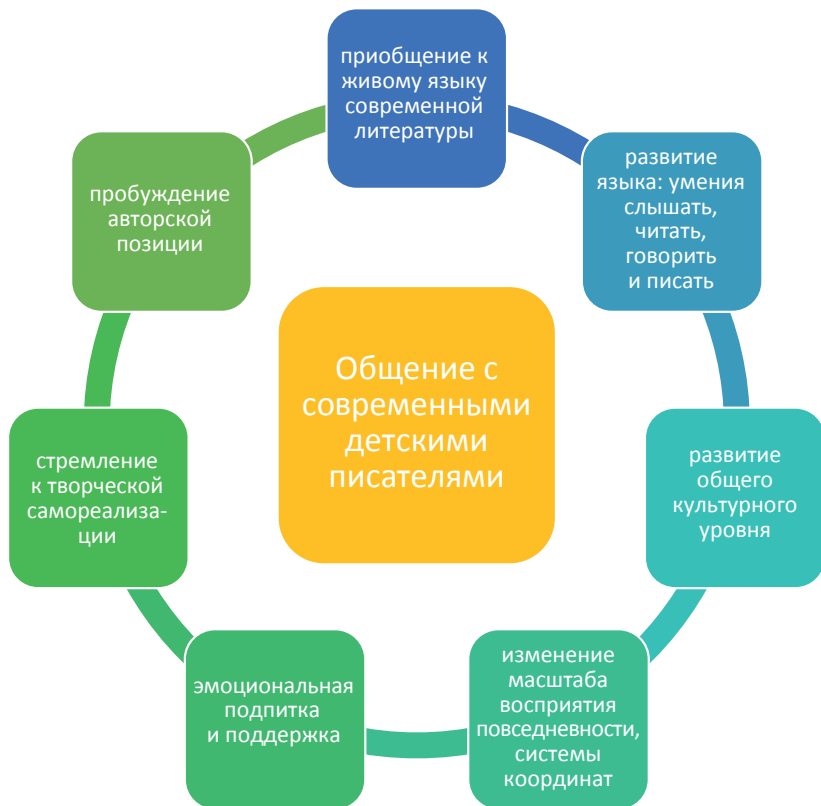 приобщение к
живому языку
современной
литературы
развитие
языка: умения
слышать,
читать,
говорить
и писать
развитие
общего
культурного
уровня
изменение
масштаба
восприятия
повседневности,
системы
координат
эмоциональная
подпитка
и поддержка
стремление
к творческой
самореализа-
ции
пробуждение
авторской
позиции
Общение с
современными
детскими
писателями